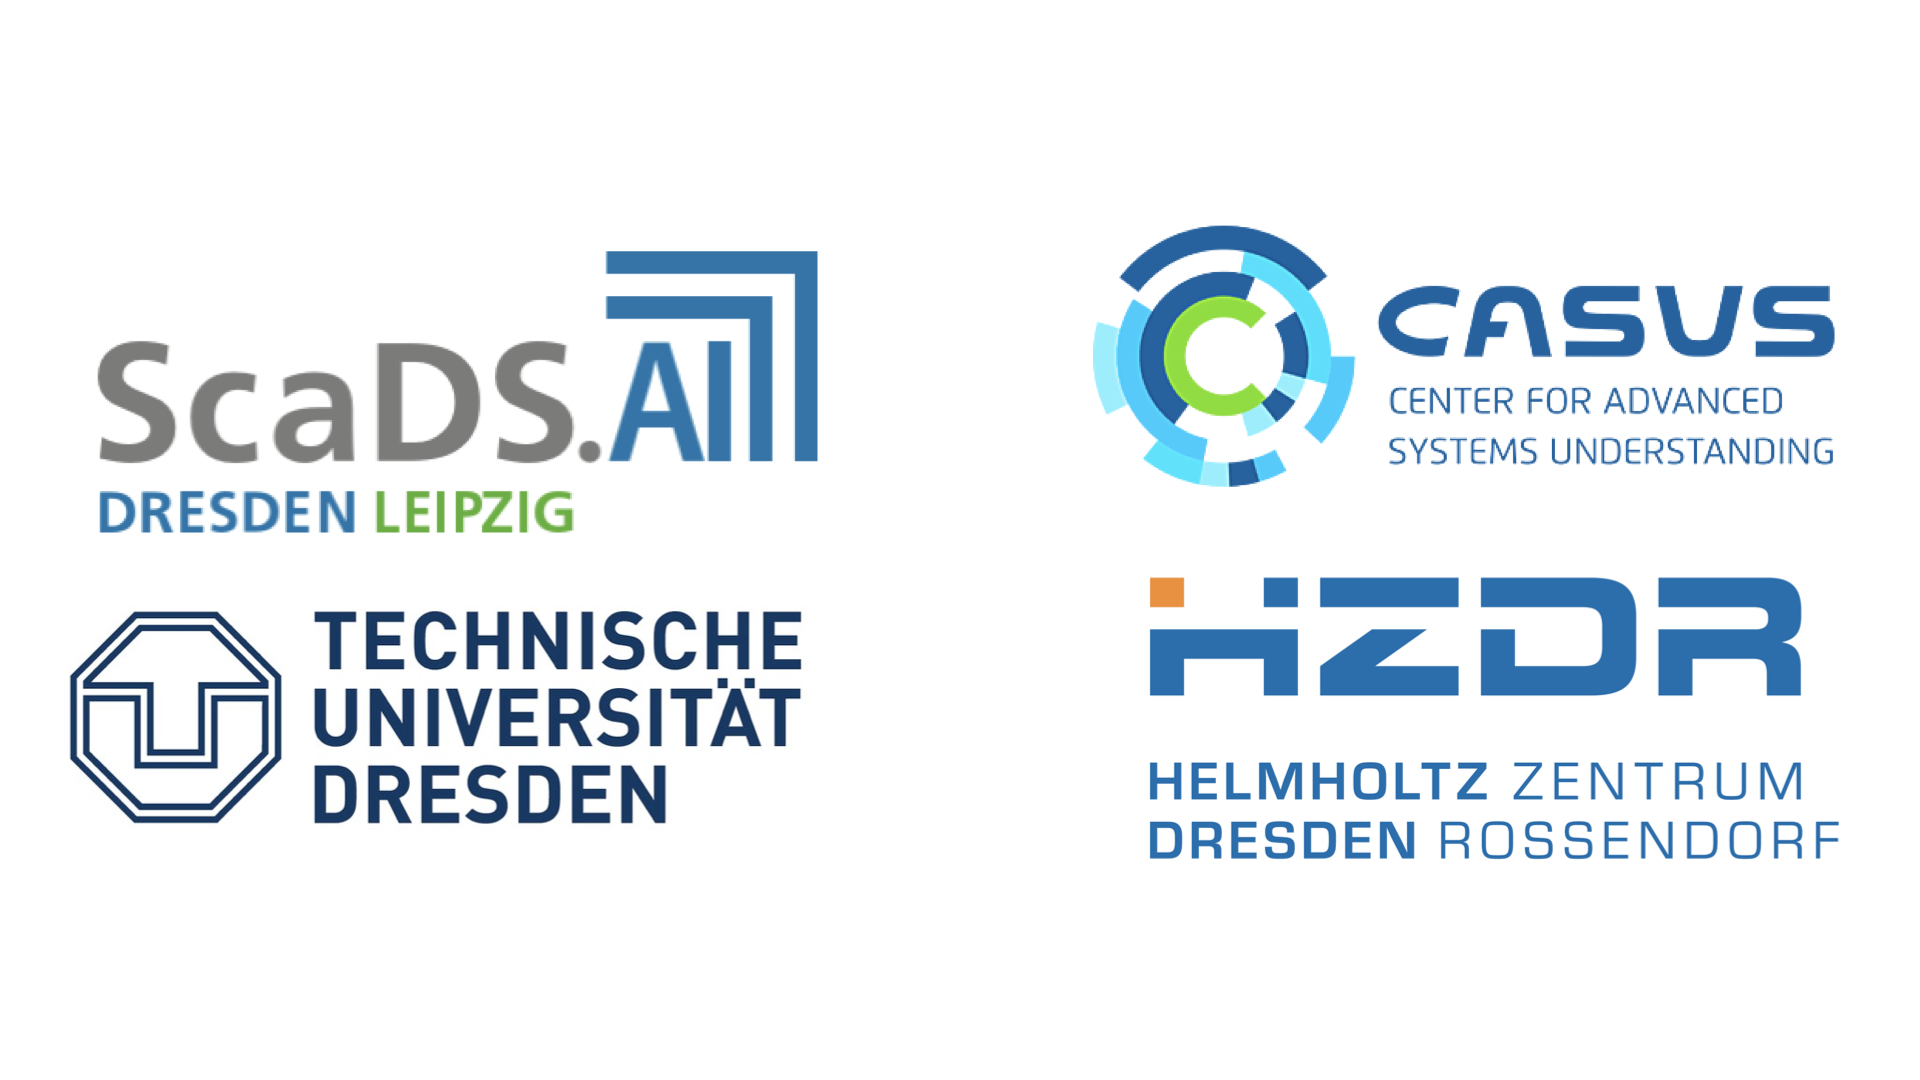 ScaDS.AI
DRESDEN LEIPZIG
TECHNISCHE
UNIVERSITÄT
DRESDEN
CASUS
CENTER FOR ADVANCED
SYSTEMS UNDERSTANDING
HZDR
HELMHOLTZ ZENTRUM
DRESDEN ROSSENDORF